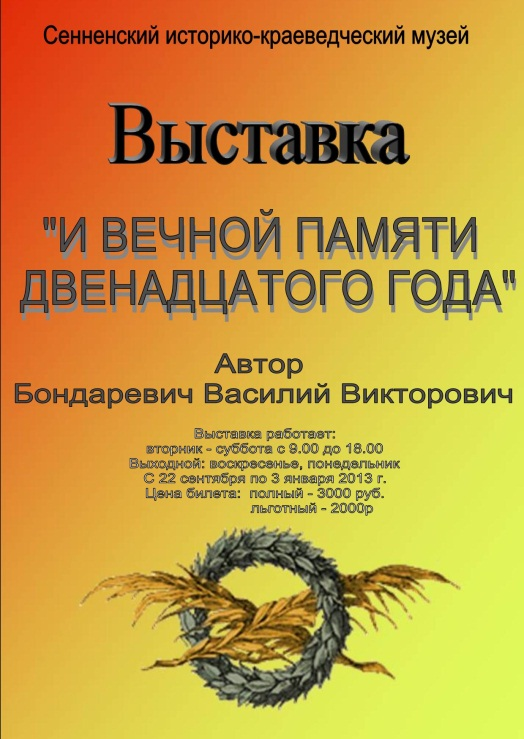 Сенненский историко-краеведческий музей
Выставка
"И ВЕЧНОЙ ПАМЯТИ
ДВЕНАДЦАТОГО ГОДА"
Автор
Бондаревич Василий Викторович
Выставка работает:
вторник - суббота с 9.00 до 18.00
Выходной: воскресенье, понедельник
С 22 сентября по 3 января 2013 г.
Цена билета: полный - 3000 руб.
льготный - 2000р